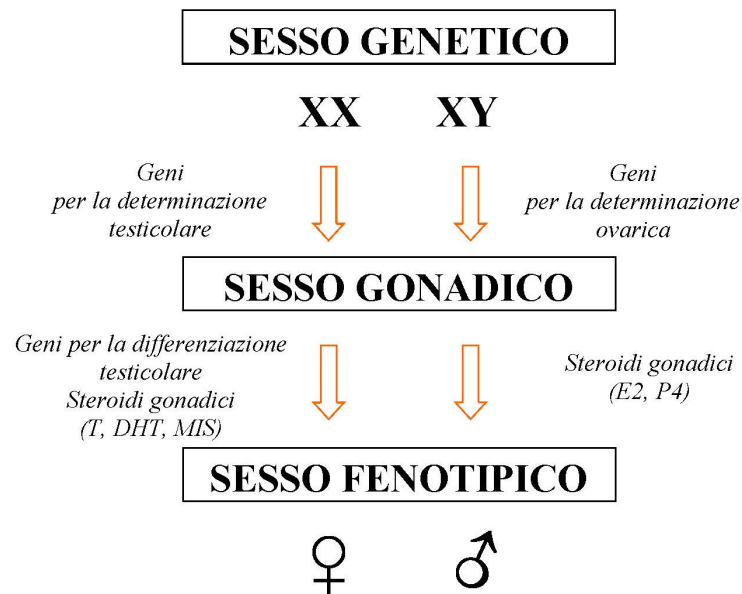 SESSO GENETICO
XX XY
Geni
per la determinazione
testicolare
Geni
per la determinazione
ovarica
SESSO GONADICO
Geni per la differenziazione
testicolare
Steroidi gonadici
(T, DHT, MIS)
Steroidi gonadici
(E2, P4)
SESSO FENOTIPICO
♀ ♂